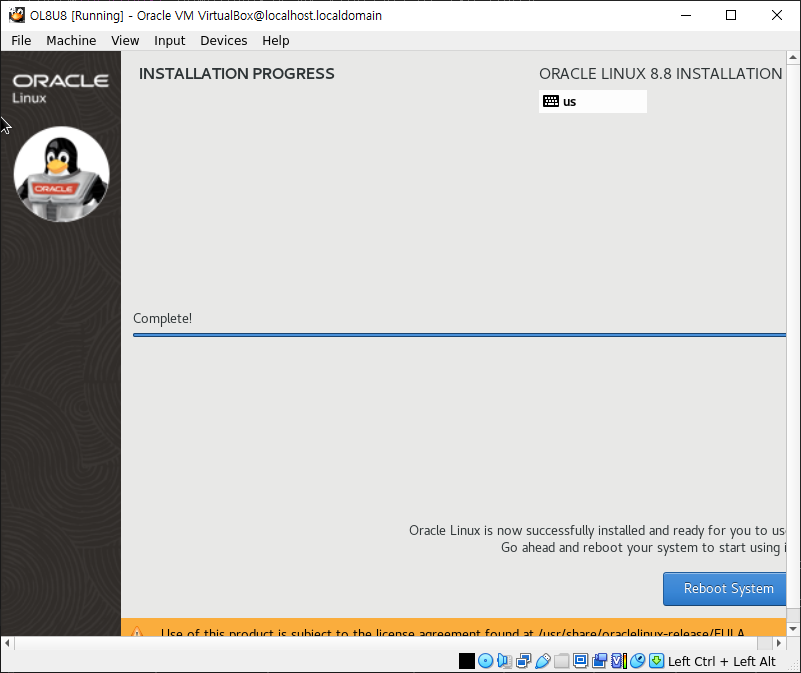 OL8U8 [Running] - Oracle VM VirtualBox@localhost.localdomain
File Machine View Input Devices Help
ORACLE
Linux
ORACLE
INSTALLATION PROGRESS
ORACLE LINUX 8.8 INSTALLATION
us
Complete!
Oracle Linux is now successfully installed and ready for you to us
Go ahead and reboot your system to start using i
Reboot System
Use of this product is subject to the license agreement found at /usr/share/oraclelinux-release/EULA
Left Ctrl + Left Alt